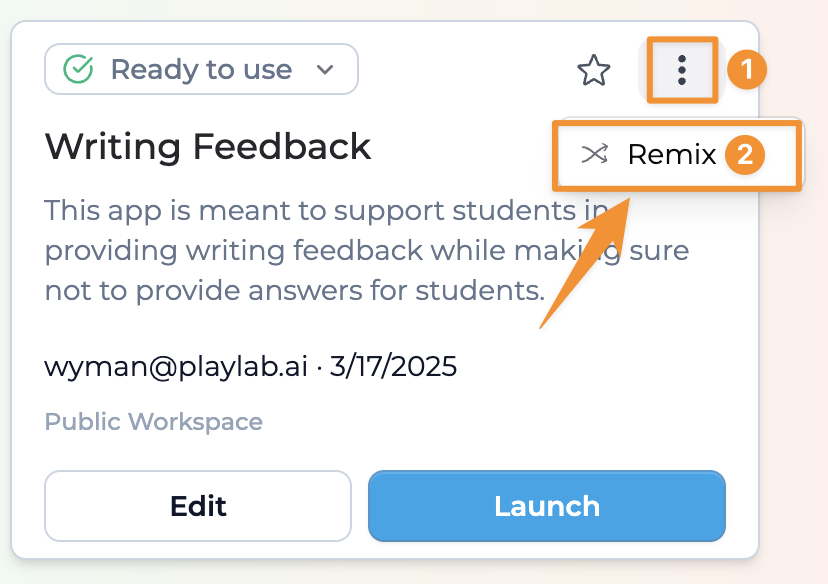 Ready to use
1
Remix 2
Writing Feedback
This app is meant to support students in
providing writing feedback while making sure
not to provide answers for students.
wyman@playlab.ai · 3/17/2025
Public Workspace
Edit
Launch